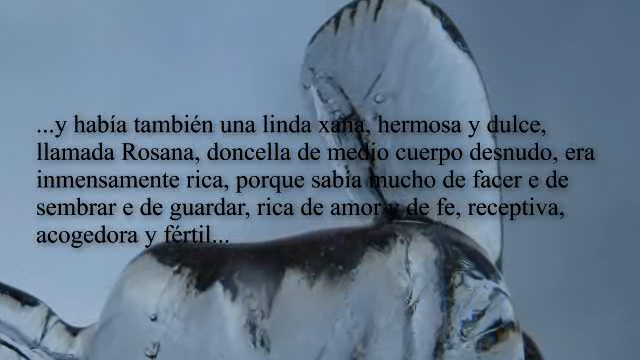 ...y había también una linda xana, hermosa y dulce,
llamada Rosana, doncella de medio cuerpo desnudo, era
inmensamente rica, porque sabía mucho de facer e de
sembrar e de guardar, rica de amor y de fe, receptiva,
acogedora y fértil...